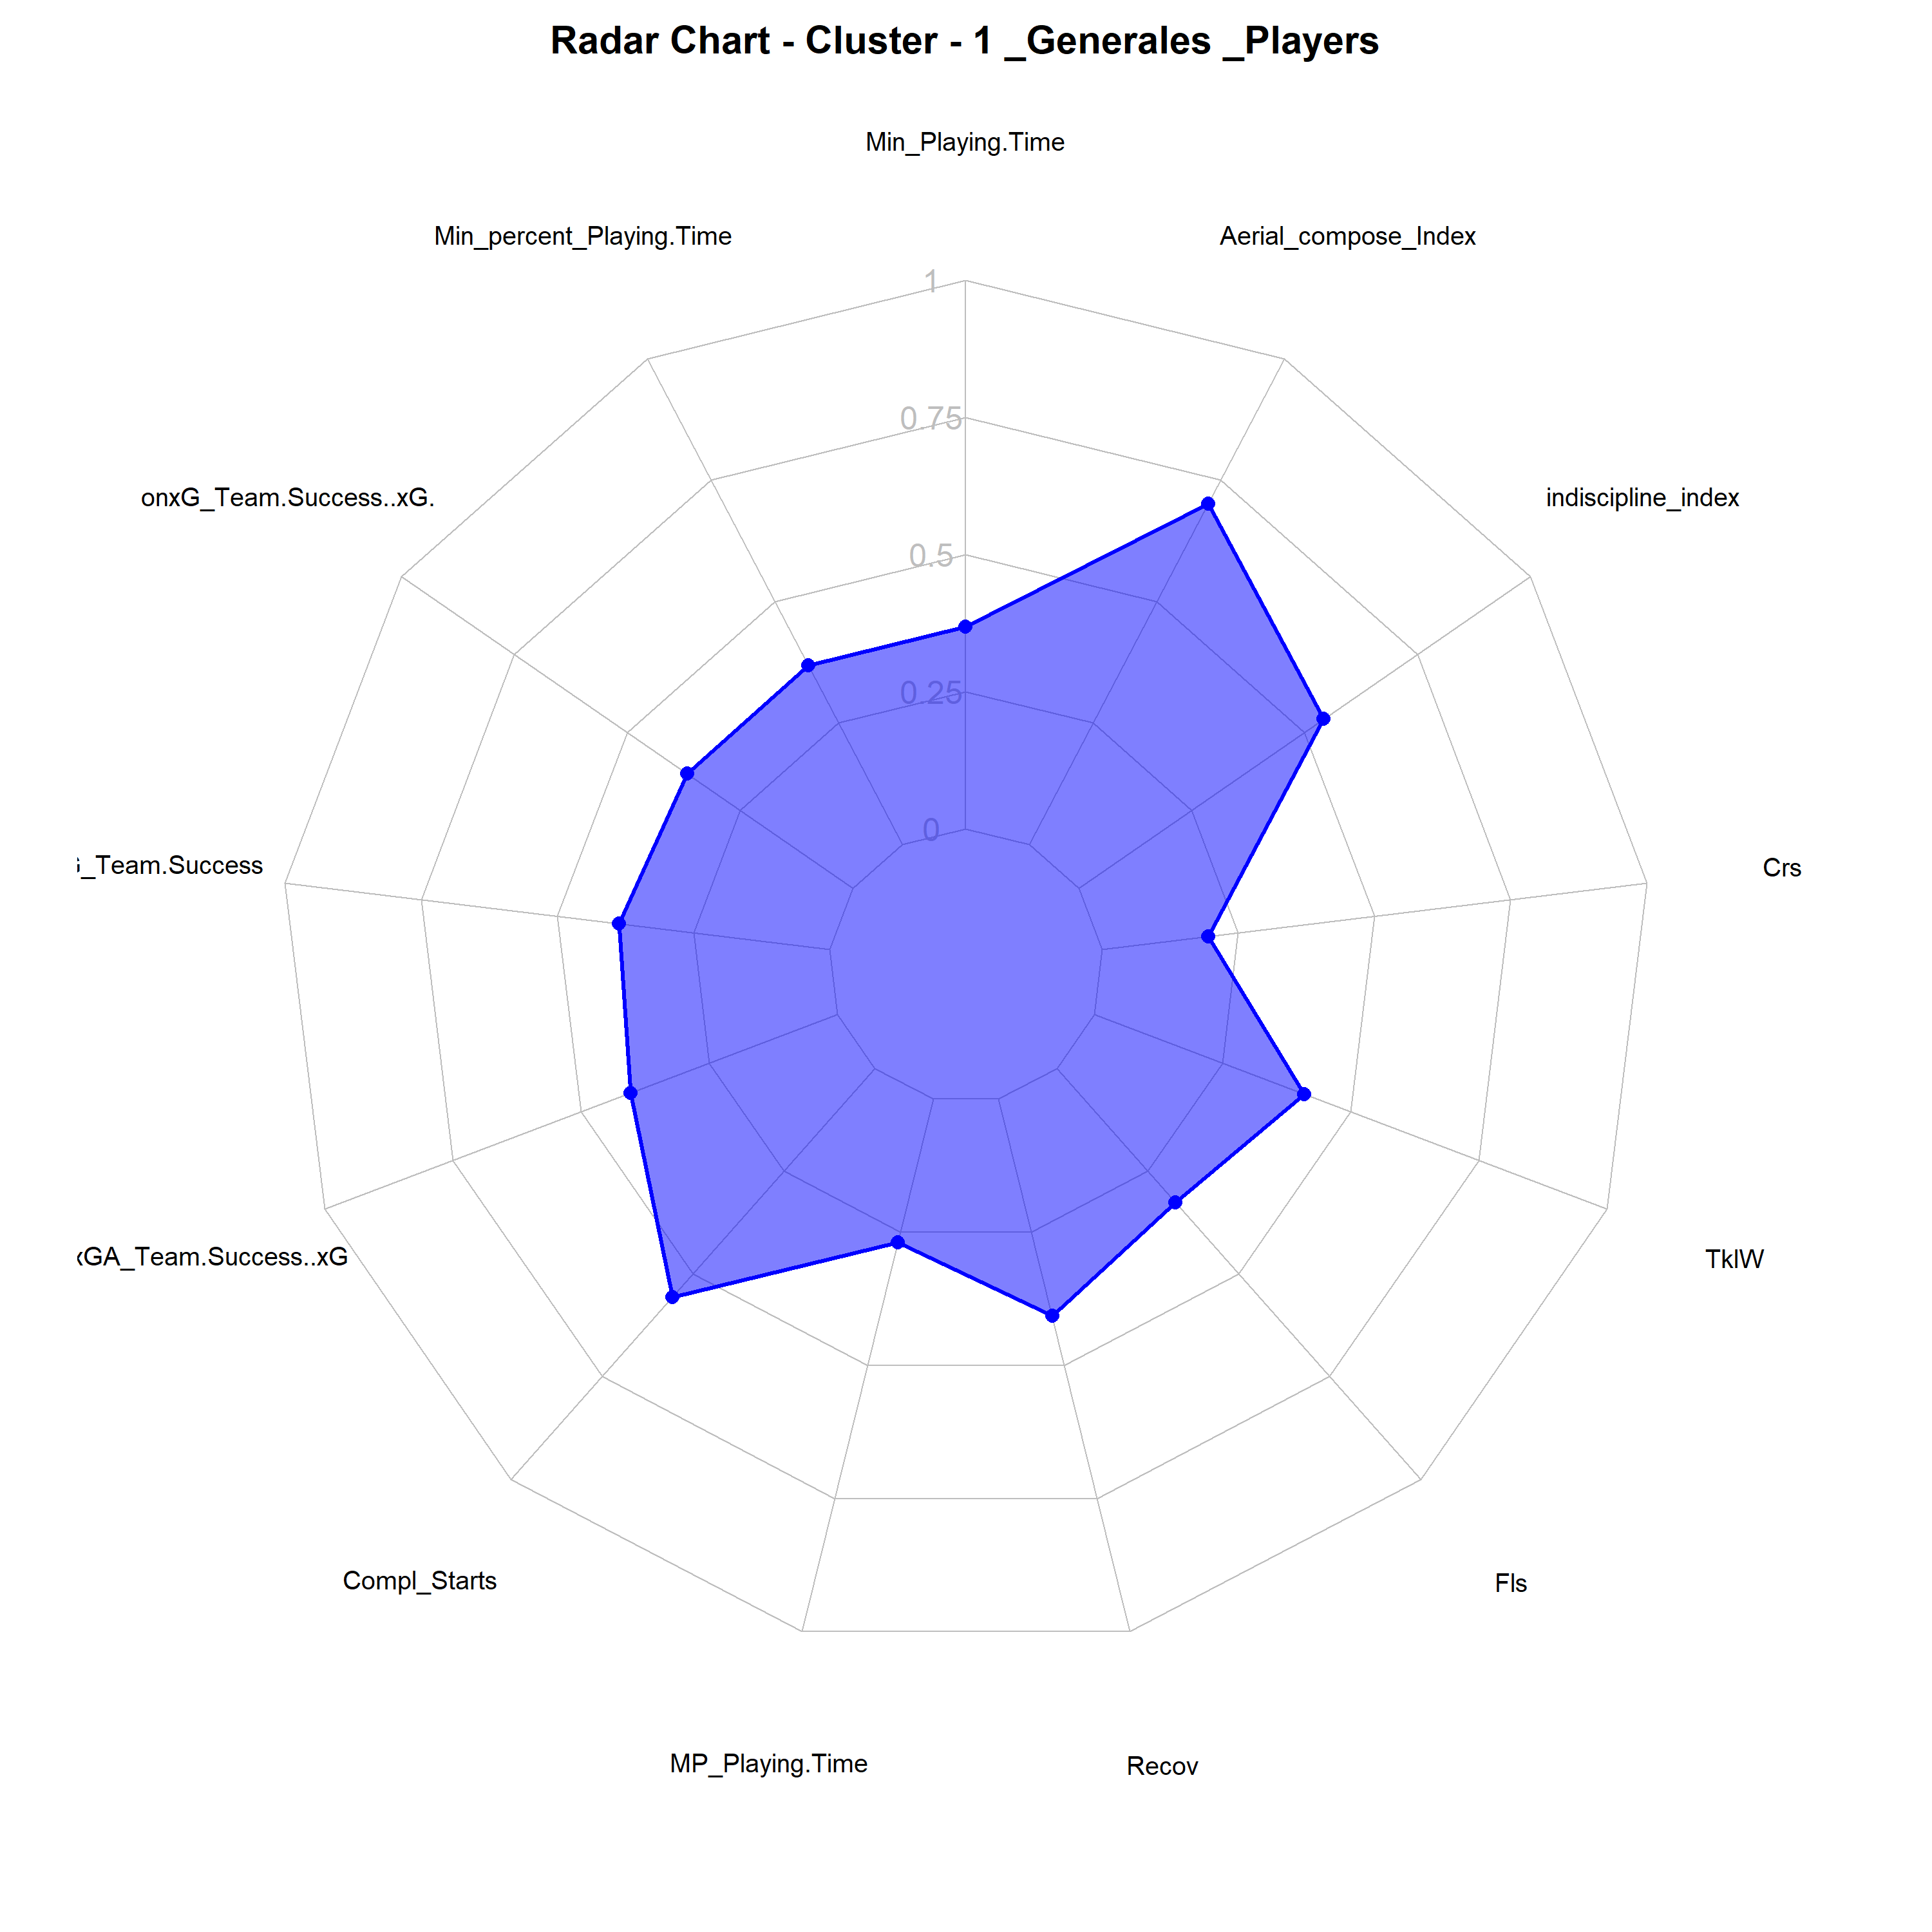 Radar Chart - Cluster - 1 _Generales _Players
Min_Playing.Time
Min_percent_Playing.Time
Aerial_compose_Index
1
0.75
onxG_Team.Success..xG.
indiscipline_index
0.5
0.25
0
_Team.Success
Crs
xGA_Team.Success..xG
TklW
Compl_Starts
Fls
MP_Playing.Time
Recov